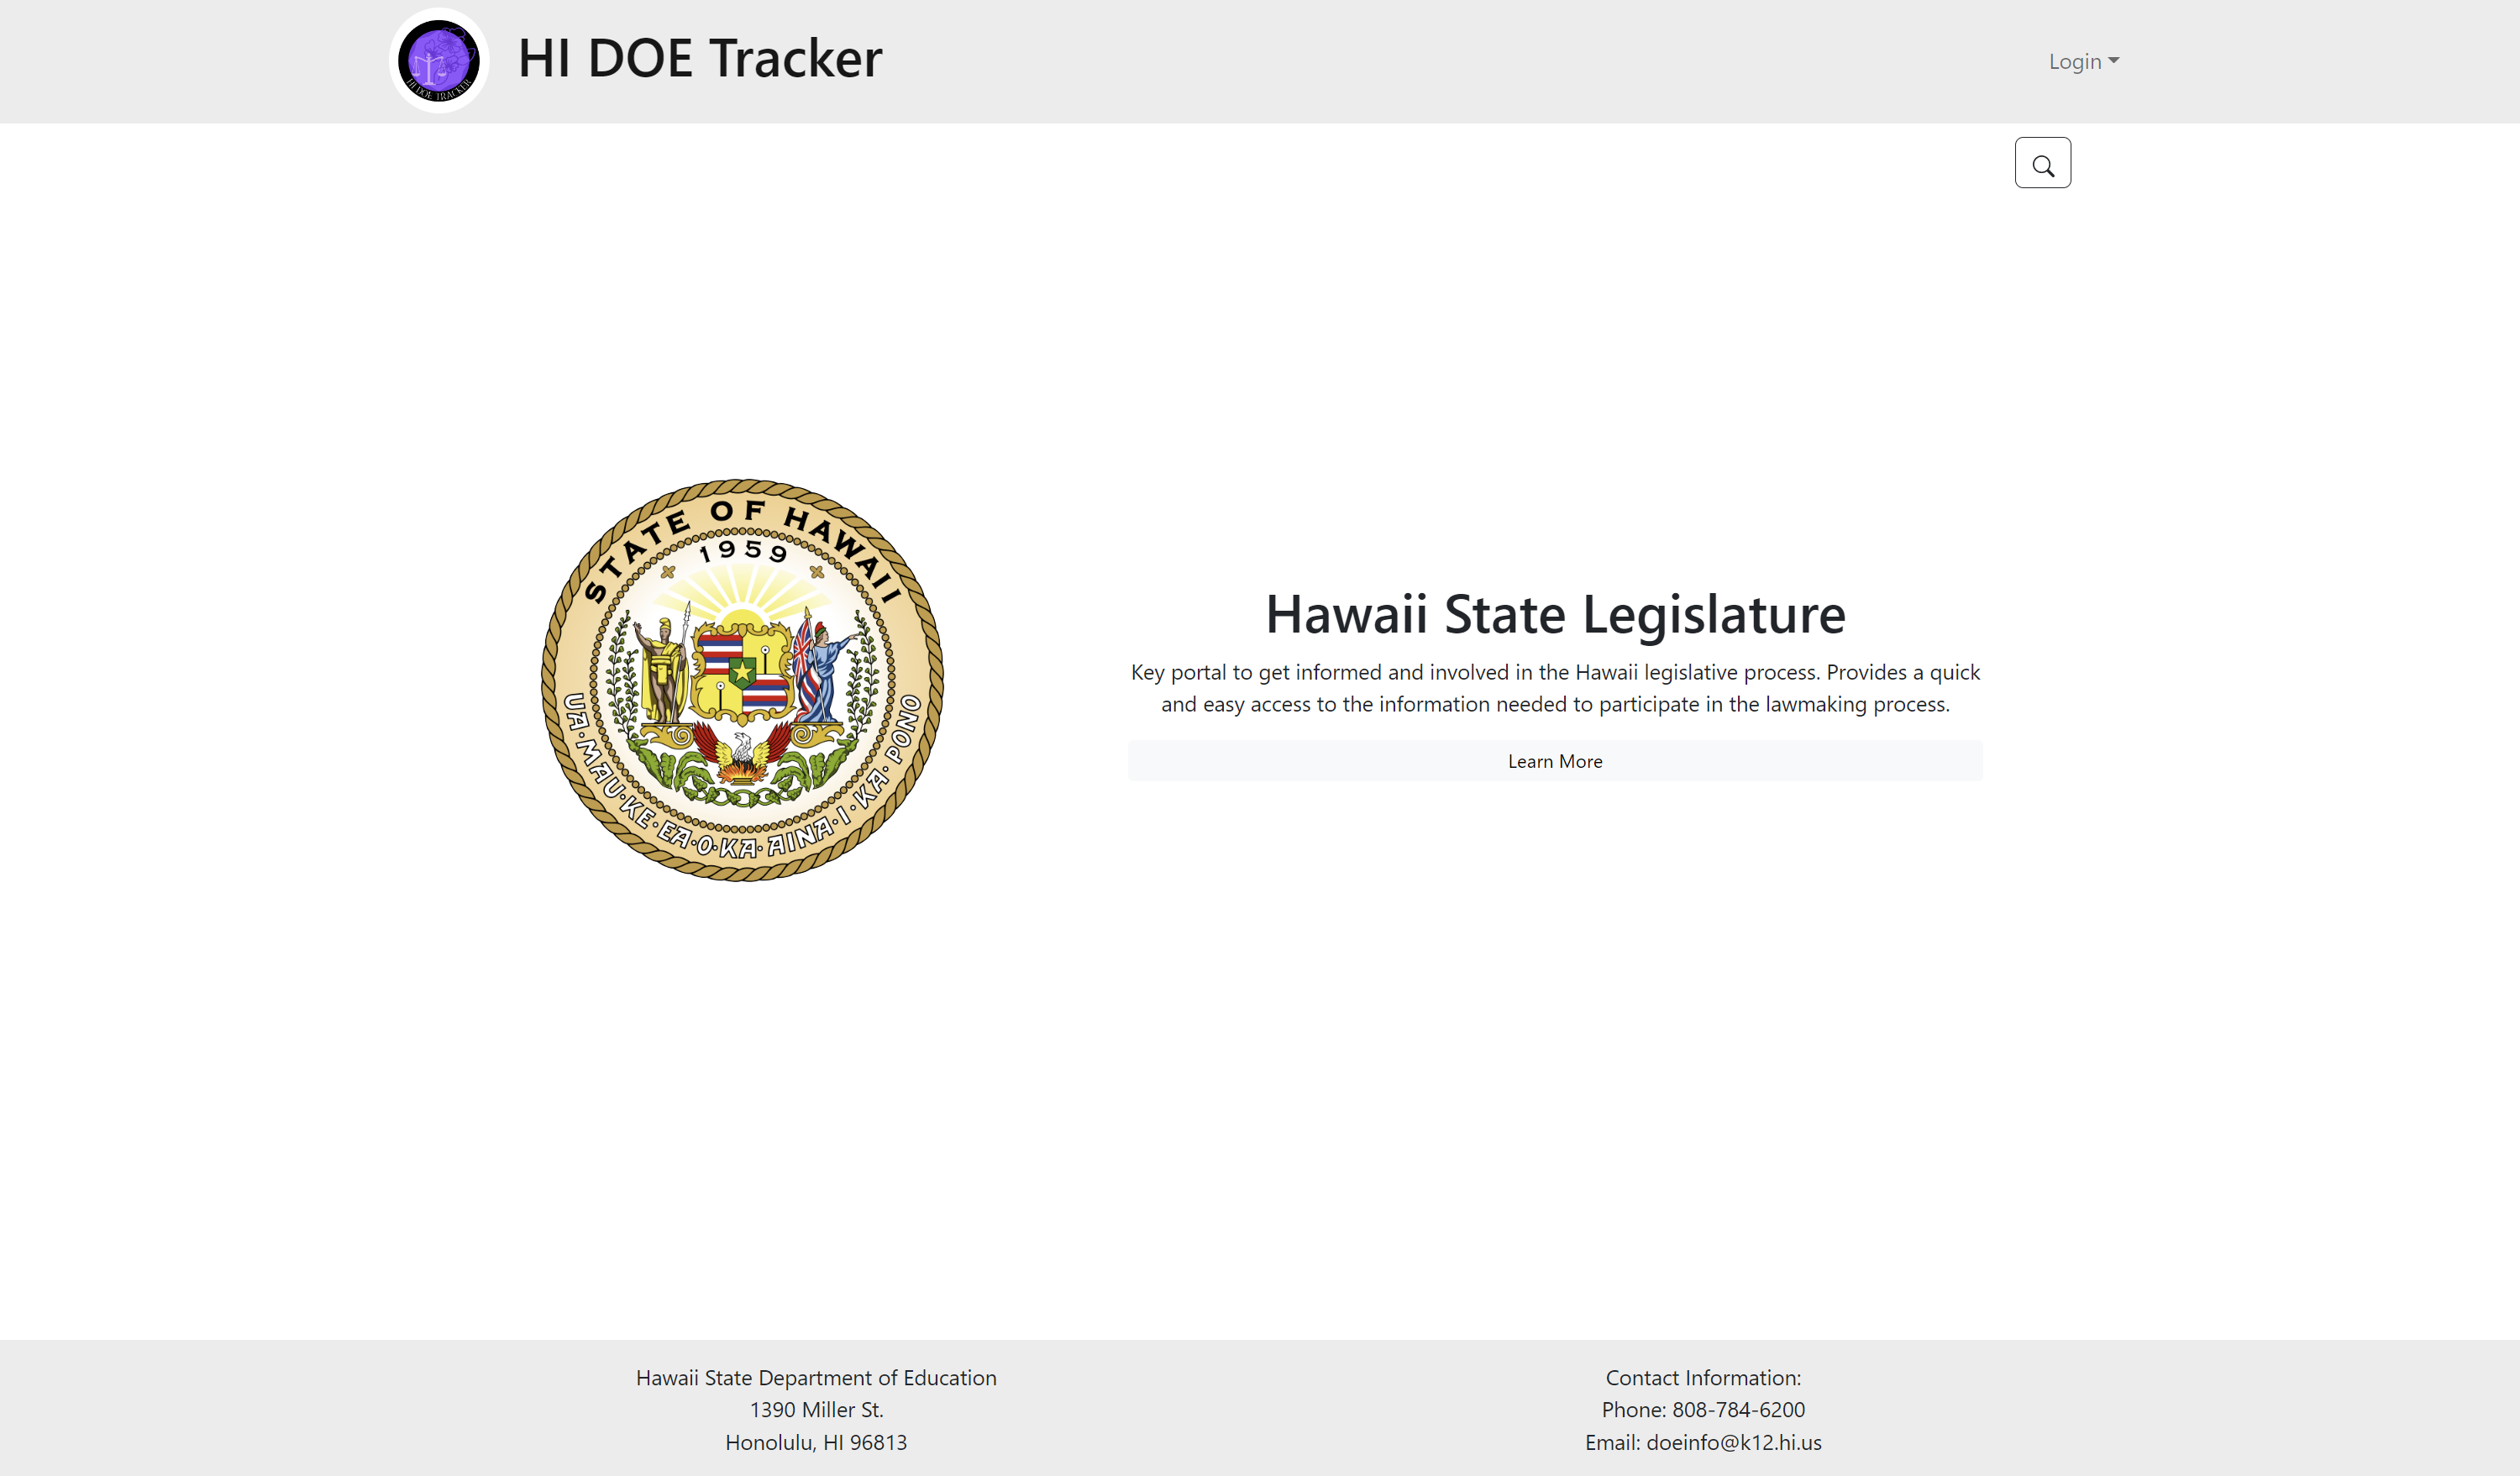 HI DOE TRACKER
HI DOE Tracker
Login
STATE OF HAWAII
1959
UA·MAU·KE·EA·O·KA·AINA·I·KA·PONO
Hawaii State Legislature
Key portal to get informed and involved in the Hawaii legislative process. Provides a quick
and easy access to the information needed to participate in the lawmaking process.
Learn More
Hawaii State Department of Education
1390 Miller St.
Honolulu, HI 96813
Contact Information:
Phone: 808-784-6200
Email: doeinfo@k12.hi.us